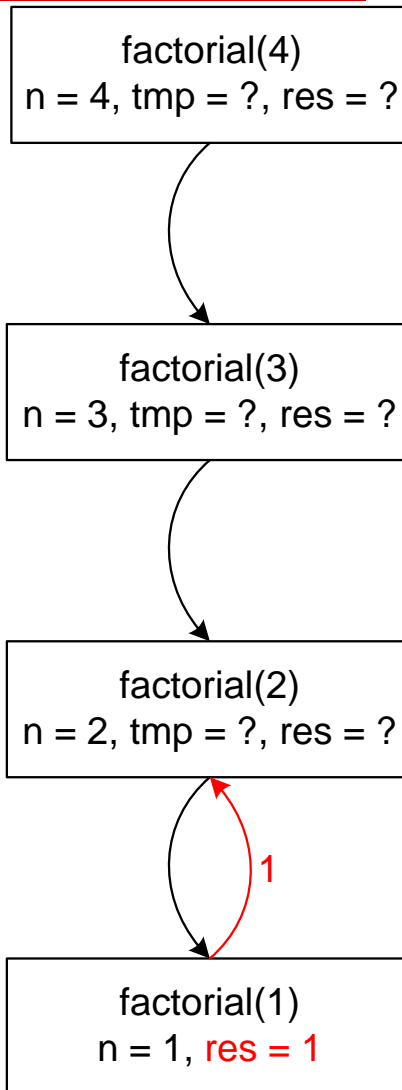 factorial(4)
n = 4, tmp = ?, res = ?
factorial(3)
n = 3, tmp = ?, res = ?
factorial(2)
n = 2, tmp = ?, res = ?
1
factorial(1)
n = 1, res = 1